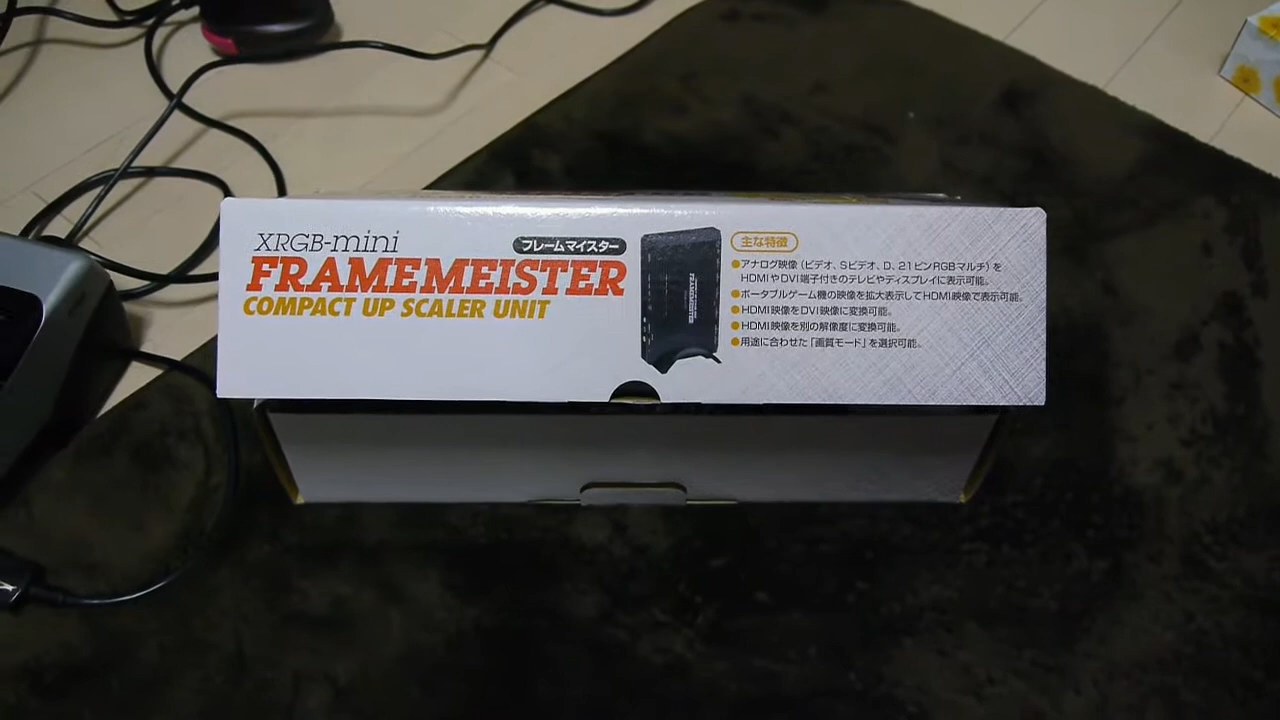 XRGB-mini
フレームマイスター
FRAMEMEISTER
COMPACT UP SCALER UNIT
FRAMEMEISTER
主な特徴
●アナログ映像（ビデオ、Sビデオ、D、21ピンRGBマルチ）を
HDMIやDVI端子付きのテレビやディスプレイに表示可能。
●ポータブルゲーム機の映像を拡大表示してHDMI映像で表示可能。
●HDMI映像をDVI映像に変換可能。
●HDMI映像を別の解像度に変換可能。
●用途に合わせた「画質モード」を選択可能。